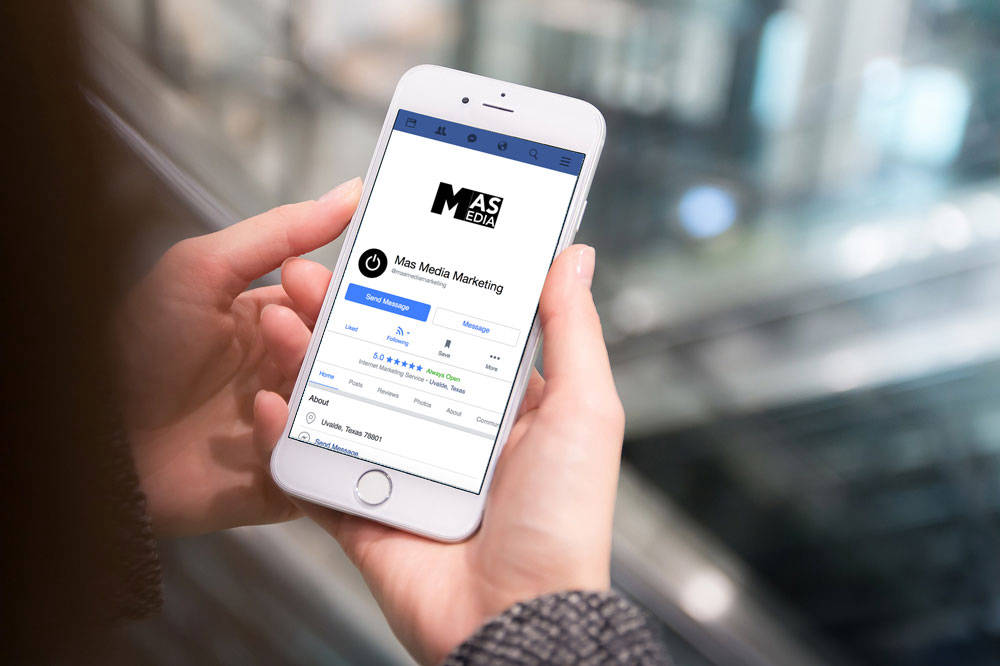 MAS
EDIA
Mas Media Marketing
@masmediamarketing
Send Message
Message
Liked
Following
Save
More
5.0 ★★★★★ Always Open
Internet Marketing Service • Uvalde, Texas
Home Posts Reviews Photos About Commun
About
Uvalde, Texas 78801
Send Message